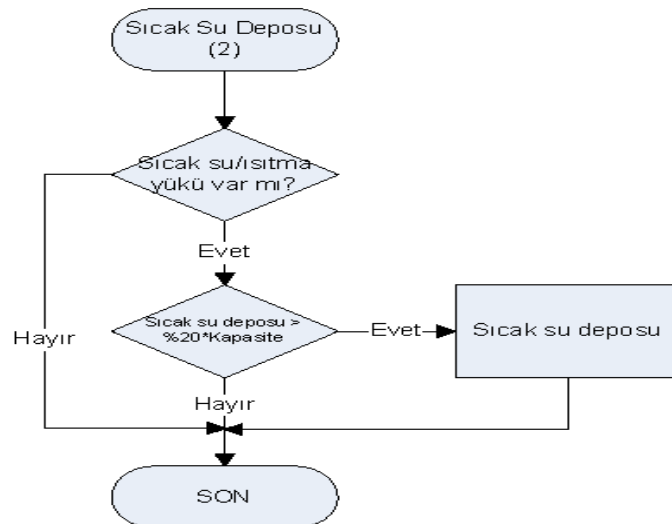 Sıcak Su Deposu
(2)
Sıcak su/ısıtma
yükü var mı?
Evet
Sıcak su deposu >
%20*Kapasite
Evet
Sıcak su deposu
Hayır
Hayır
SON